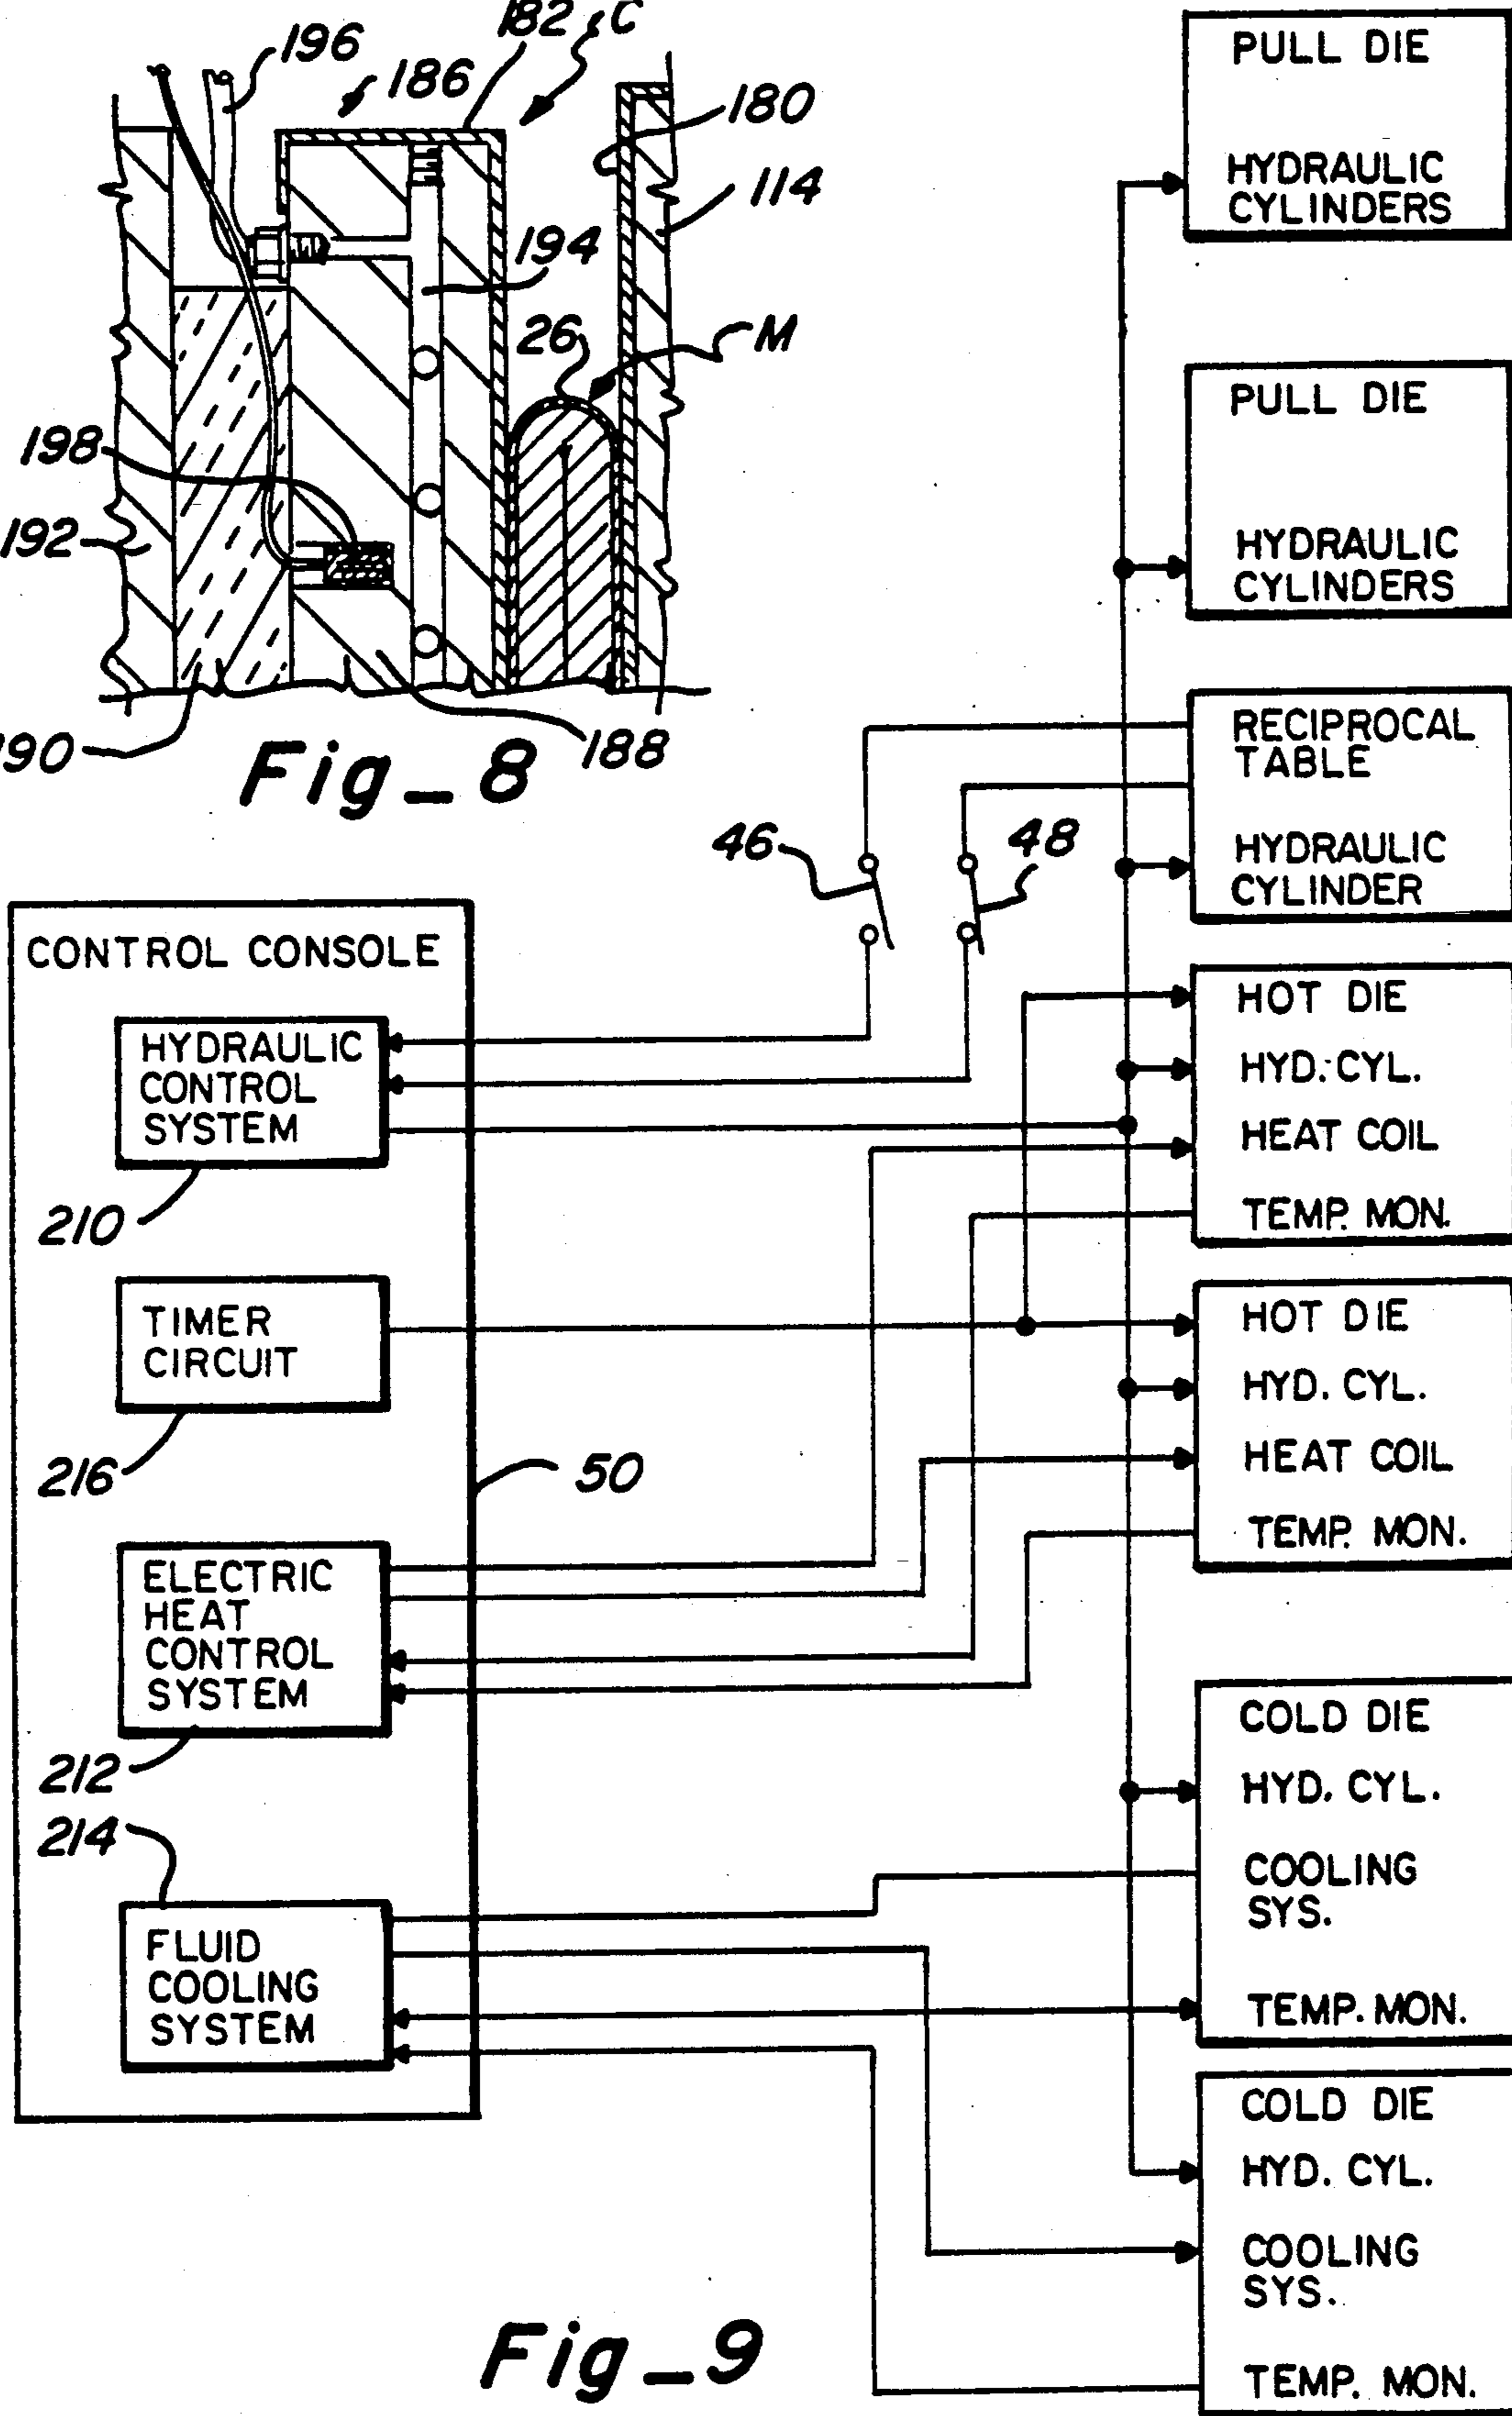 196
186
182
C
180
114
194
26
M
198
192
190
188
Fig_8
PULL DIE
HYDRAULIC
CYLINDERS
PULL DIE
HYDRAULIC
CYLINDERS
RECIPROCAL
TABLE
HYDRAULIC
CYLINDER
46
48
HOT DIE
HYD. CYL.
HEAT COIL
TEMP. MON.
HOT DIE
HYD. CYL.
HEAT COIL
TEMP. MON.
COLD DIE
HYD. CYL.
COOLING
SYS.
TEMP. MON.
COLD DIE
HYD. CYL.
COOLING
SYS.
TEMP. MON.
CONTROL CONSOLE
HYDRAULIC
CONTROL
SYSTEM
210
TIMER
CIRCUIT
216
50
ELECTRIC
HEAT
CONTROL
SYSTEM
212
214
FLUID
COOLING
SYSTEM
Fig_9